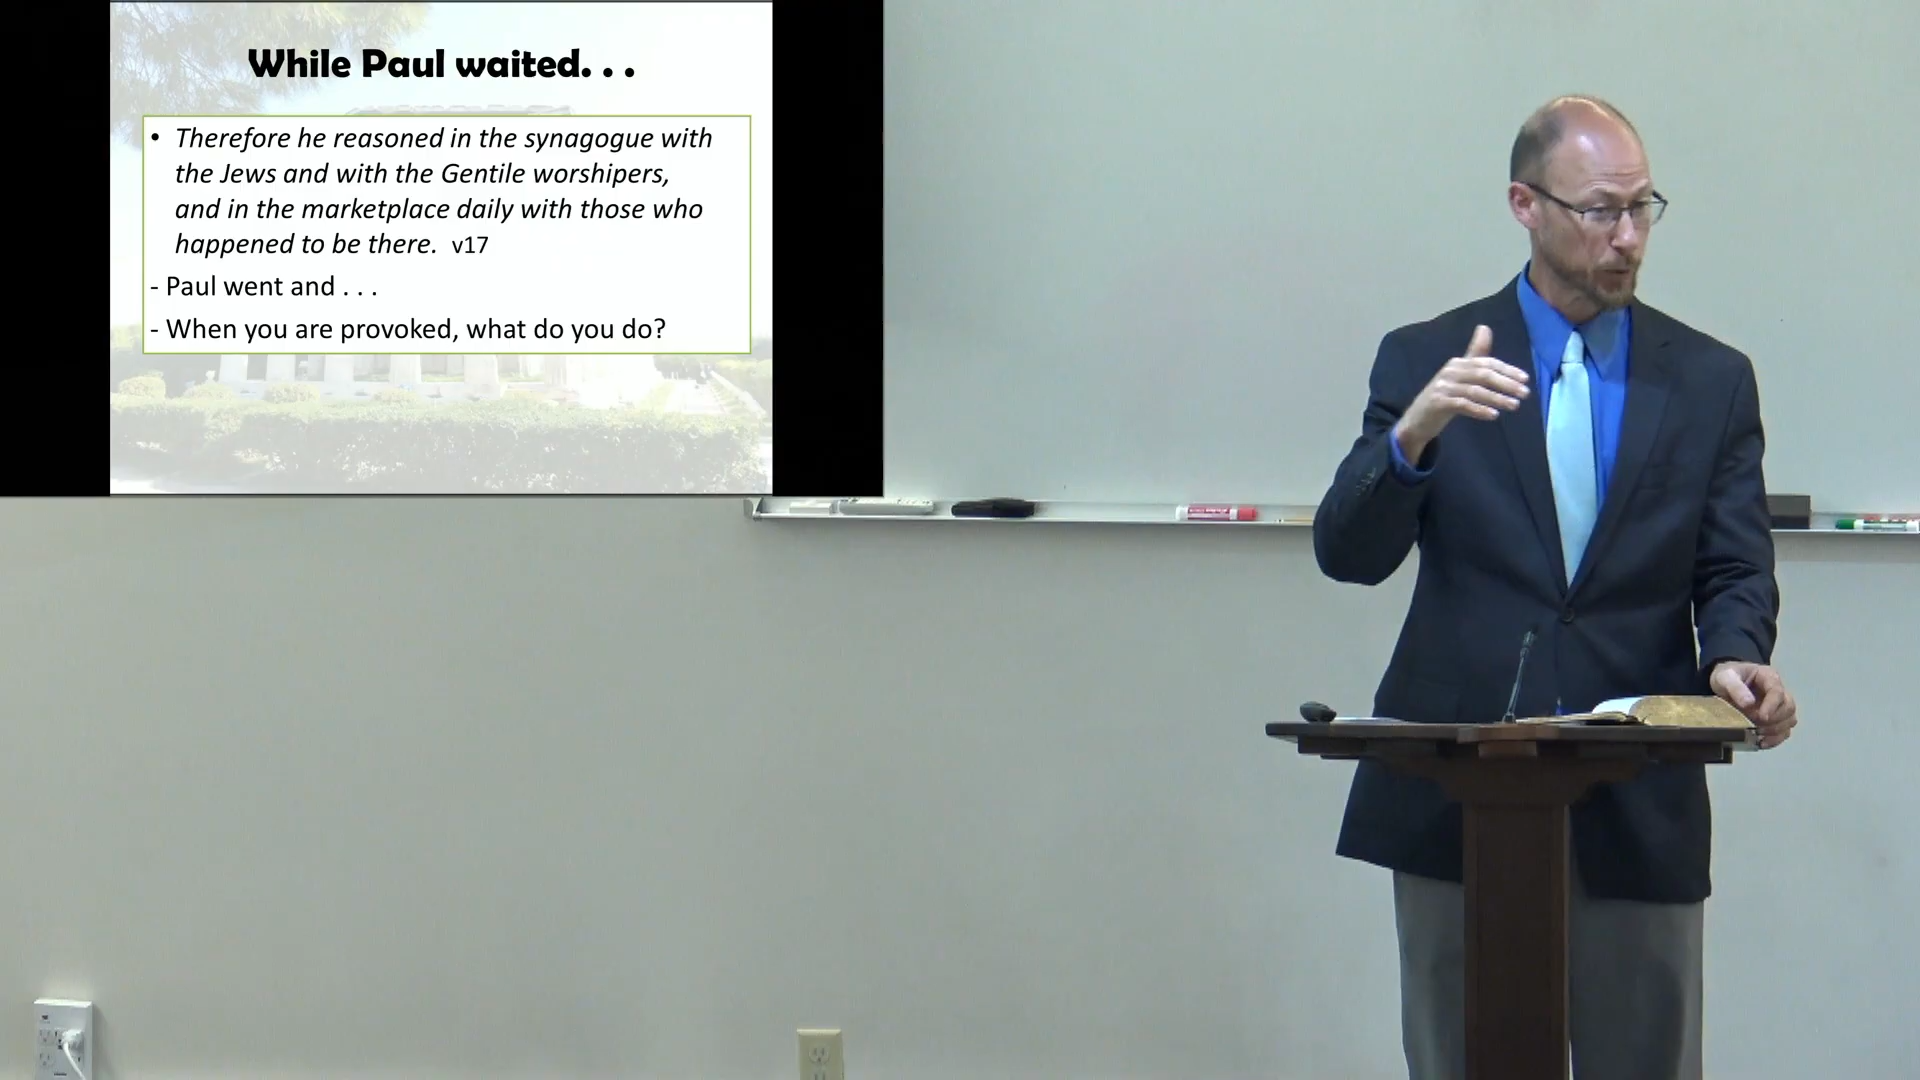 While Paul waited. . .
• Therefore he reasoned in the synagogue with
the Jews and with the Gentile worshipers,
and in the marketplace daily with those who
happened to be there. v17
- Paul went and . . .
- When you are provoked, what do you do?